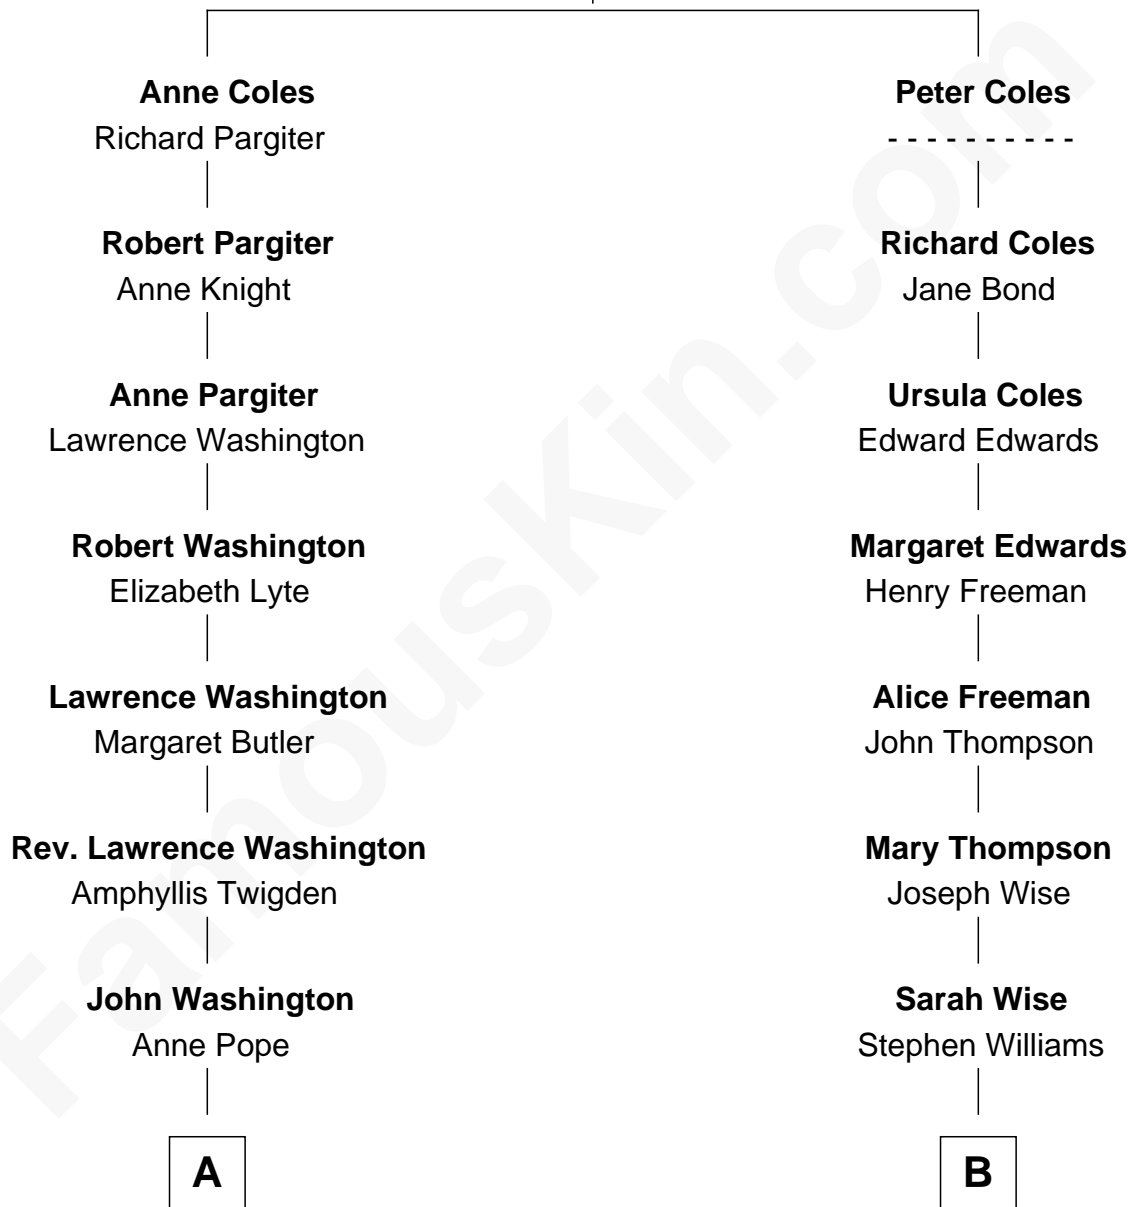 Anne Coles
Richard Pargiter
Robert Pargiter
Anne Knight
Anne Pargiter
Lawrence Washington
Robert Washington
Elizabeth Lyte
Lawrence Washington
Margaret Butler
Rev. Lawrence Washington
Amphyllis Twigden
John Washington
Anne Pope
A
Peter Coles
- - - - - - - - - -
Richard Coles
Jane Bond
Ursula Coles
Edward Edwards
Margaret Edwards
Henry Freeman
Alice Freeman
John Thompson
Mary Thompson
Joseph Wise
Sarah Wise
Stephen Williams
B
FamousKin.com